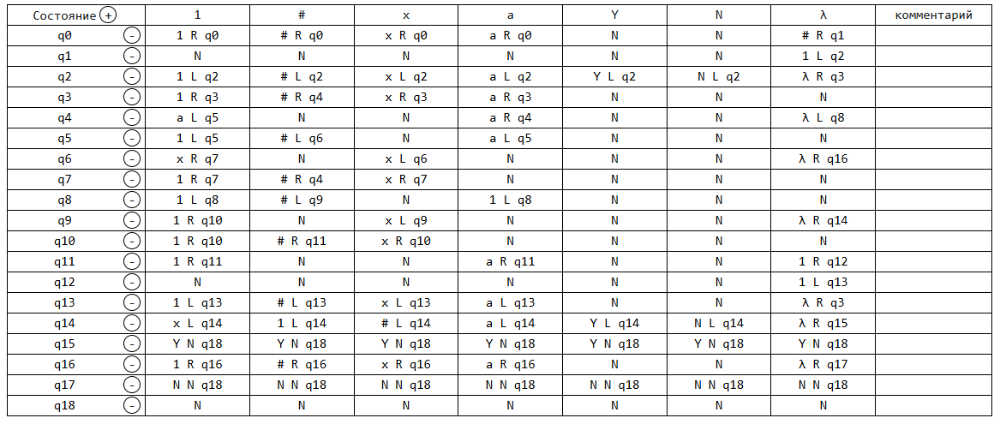 Состояние + 1 # x a Y N λ комментарий
q0 - 1 R q0 # R q0 x R q0 a R q0 N N # R q1
q1 - N N N N N N 1 L q2
q2 - 1 L q2 # L q2 x L q2 a L q2 Y L q2 N L q2 λ R q3
q3 - 1 R q3 # R q4 x R q3 a R q3 N N N
q4 - a L q5 N N a R q4 N N λ L q8
q5 - 1 L q5 # L q6 N a L q5 N N N
q6 - x R q7 N x L q6 N N N λ R q16
q7 - 1 R q7 # R q4 x R q7 N N N N
q8 - 1 L q8 # L q9 N 1 L q8 N N N
q9 - 1 R q10 N x L q9 N N N λ R q14
q10 - 1 R q10 # R q11 x R q10 N N N N
q11 - 1 R q11 N N a R q11 N N 1 R q12
q12 - N N N N N N 1 L q13
q13 - 1 L q13 # L q13 x L q13 a L q13 N N λ R q3
q14 - x L q14 1 L q14 # L q14 a L q14 Y L q14 N L q14 λ R q15
q15 - Y N q18 Y N q18 Y N q18 Y N q18 Y N q18 Y N q18 Y N q18
q16 - 1 R q16 # R q16 x R q16 a R q16 N N λ R q17
q17 - N N q18 N N q18 N N q18 N N q18 N N q18 N N q18 N N q18
q18 - N N N N N N N